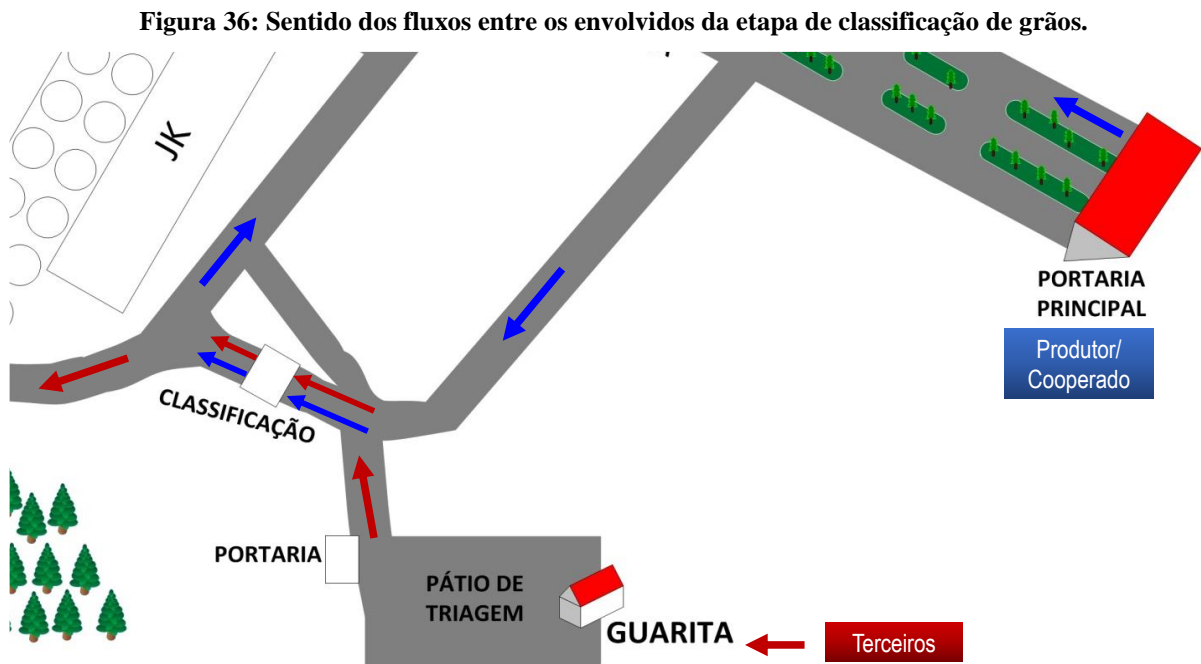 Figura 36: Sentido dos fluxos entre os envolvidos da etapa de classificação de grãos.
JK
PORTARIA
PRINCIPAL
Produtor/
Cooperado
CLASSIFICAÇÃO
PORTARIA
PÁTIO DE
TRIAGEM
GUARITA
Terceiros